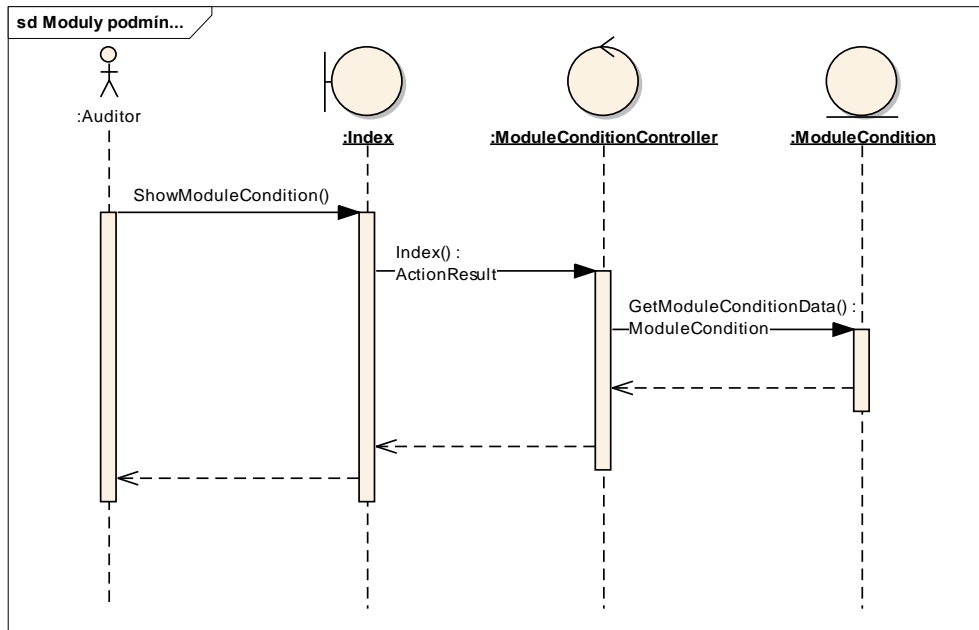 sd Moduly podmín...
:Auditor
:Index
:ModuleConditionController
:ModuleCondition
ShowModuleCondition()
Index() :
ActionResult
GetModuleConditionData() :
ModuleCondition